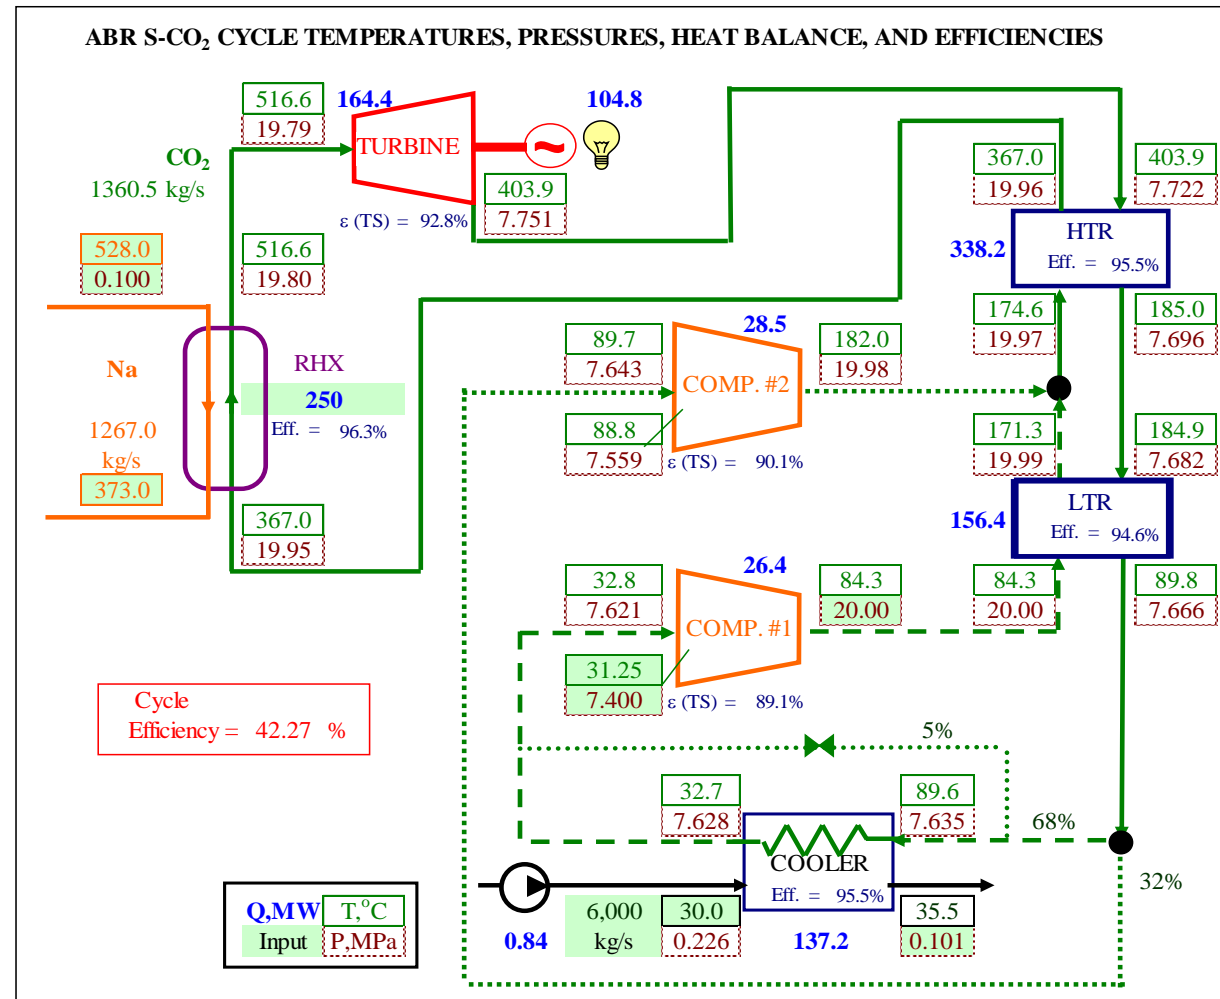 ABR S-CO₂ CYCLE TEMPERATURES, PRESSURES, HEAT BALANCE, AND EFFICIENCIES
516.6
19.79
164.4
TURBINE
~
104.8
CO₂
1360.5 kg/s
403.9
7.751
ε (TS) = 92.8%
367.0
19.96
403.9
7.722
528.0
0.100
516.6
19.80
HTR
Eff. = 95.5%
338.2
174.6
19.97
185.0
7.696
Na
1267.0
kg/s
373.0
RHX
250
Eff. = 96.3%
89.7
7.643
28.5
COMP. #2
182.0
19.98
88.8
7.559
ε (TS) = 90.1%
171.3
19.99
184.9
7.682
367.0
19.95
LTR
Eff. = 94.6%
156.4
32.8
7.621
26.4
COMP. #1
84.3
20.00
84.3
20.00
89.8
7.666
31.25
7.400
ε (TS) = 89.1%
Cycle
Efficiency = 42.27 %
5%
32.7
7.628
89.6
7.635
68%
COOLER
Eff. = 95.5%
32%
Q,MW
T,°C
Input
P,MPa
0.84
6,000
kg/s
30.0
0.226
137.2
35.5
0.101